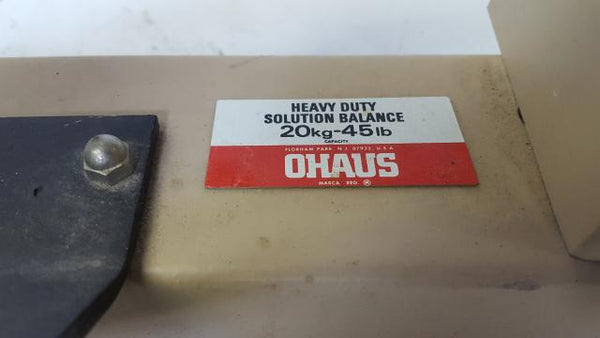 HEAVY DUTY
SOLUTION BALANCE
20kg-45lb
CAPACITY
FLORHAM PARK, N.J. 07932, U.S.A
OHAUS
MARCA REG. ®